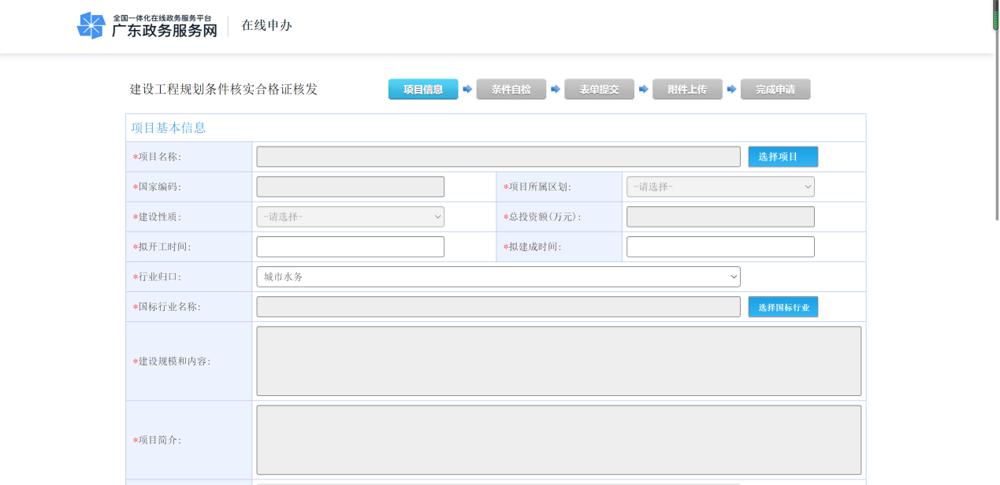 全国一体化在线政务服务平台
广东政务服务网
在线申办
建设工程规划条件核实合格证核发
项目信息
条件自检
表单提交
附件上传
完成申请
项目基本信息
*项目名称:
选择项目
*国家编码:
*项目所属区划:
-请选择-
*建设性质:
-请选择-
*总投资额(万元):
*拟开工时间:
*拟建成时间:
*行业归口:
城市水务
*国标行业名称:
选择国标行业
*建设规模和内容:
*项目简介: